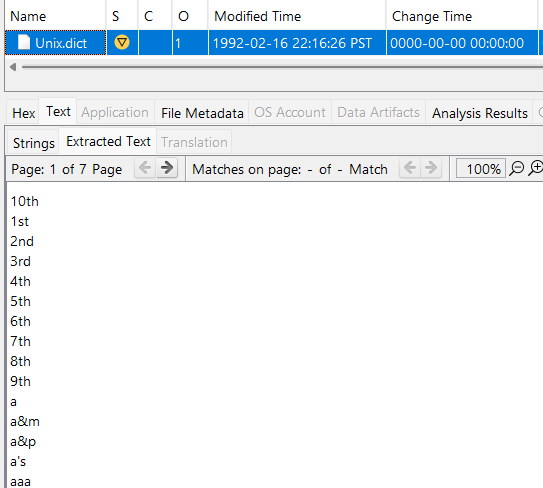 Name S C O Modified Time Change Time
Unix.dict 1 1992-02-16 22:16:26 PST 0000-00-00 00:00:00
Hex Text Application File Metadata OS Account Data Artifacts Analysis Results
Strings Extracted Text Translation
Page: 1 of 7 Page Matches on page: - of - Match 100%
10th
1st
2nd
3rd
4th
5th
6th
7th
8th
9th
a
a&m
a&p
a's
aaa